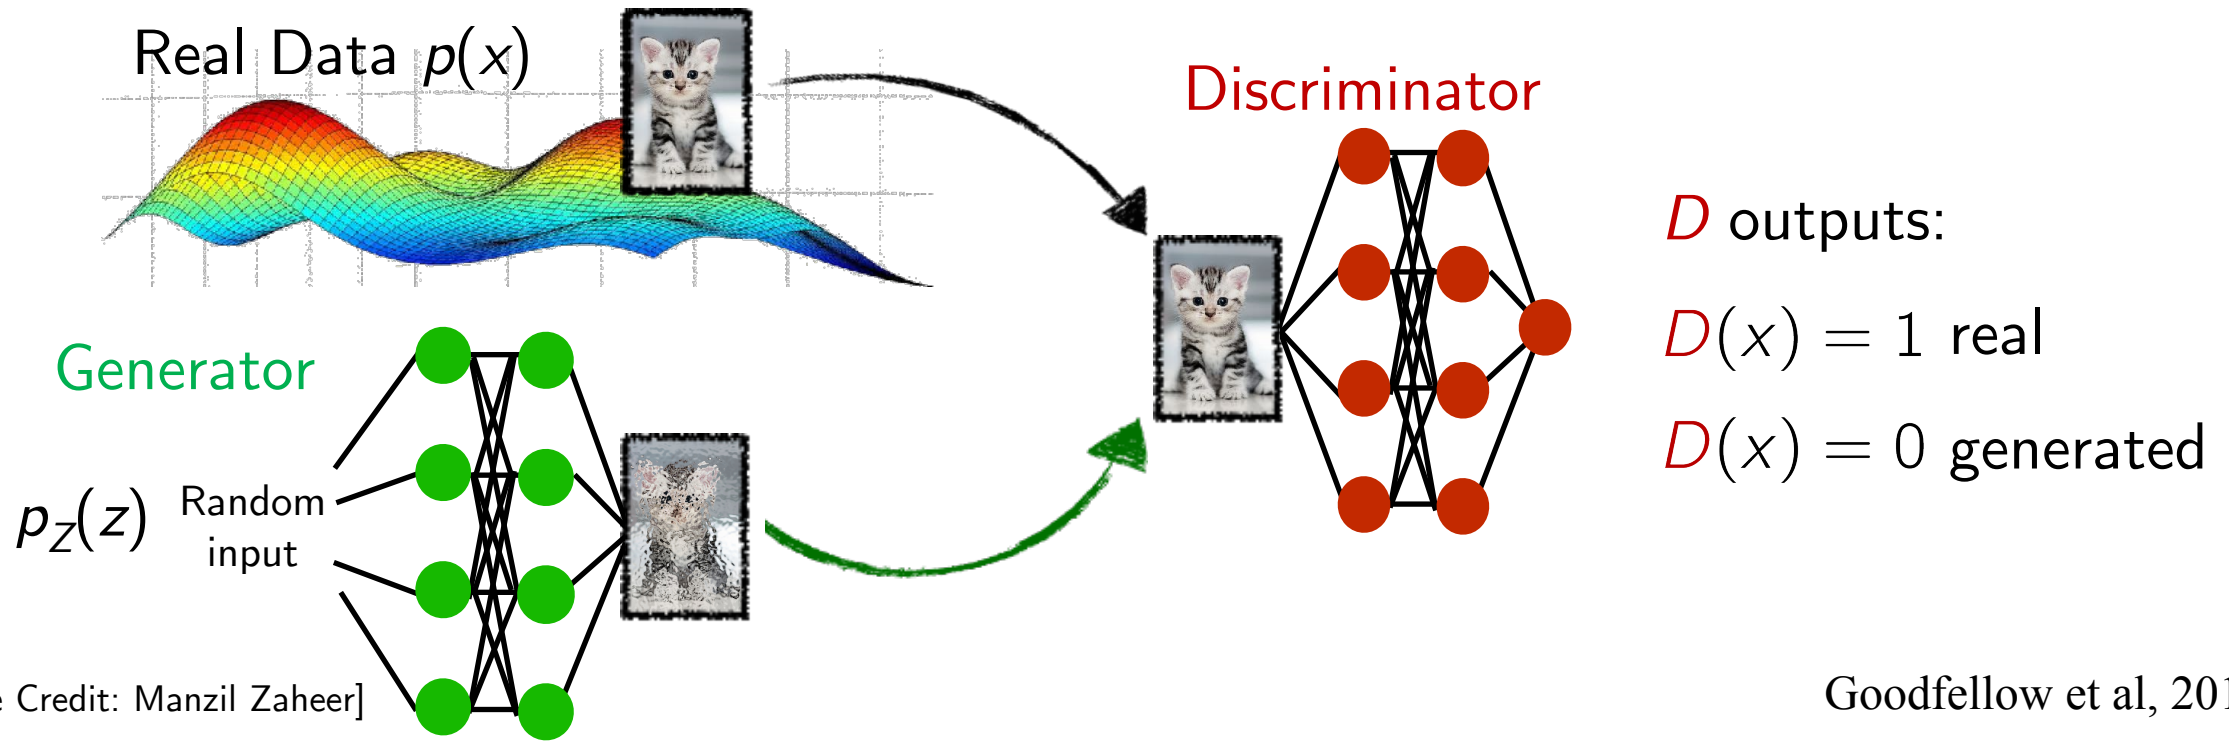 Real Data p(x)
Discriminator
D outputs:
D(x) = 1 real
D(x) = 0 generated
Generator
p_Z(z)
Random
input
Credit: Manzil Zaheer]
Goodfellow et al, 201